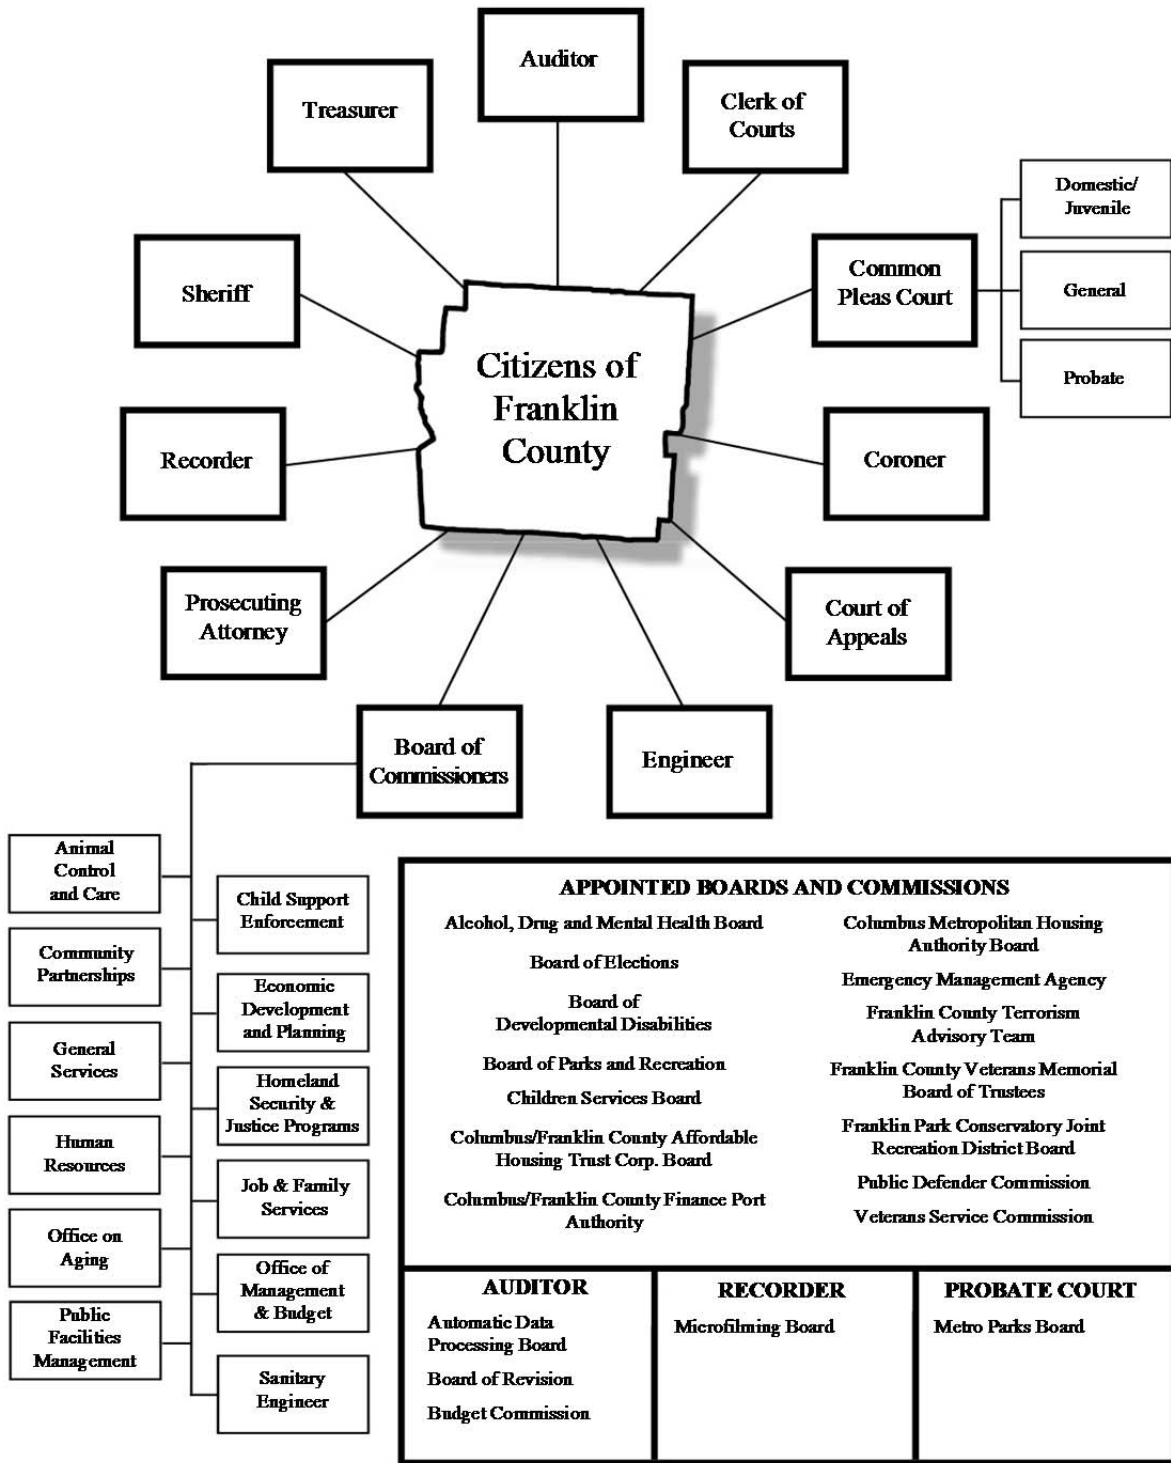 Auditor
Treasurer
Clerk of
Courts
Domestic/
Juvenile
Sheriff
Common
Pleas Court
General
Probate
Citizens of
Franklin
County
Recorder
Coroner
Prosecuting
Attorney
Court of
Appeals
Board of
Commissioners
Engineer
Animal
Control
and Care
Child Support
Enforcement
Community
Partnerships
Economic
Development
and Planning
General
Services
Homeland
Security &
Justice Programs
Human
Resources
Job & Family
Services
Office on
Aging
Office of
Management
& Budget
Public
Facilities
Management
Sanitary
Engineer
APPOINTED BOARDS AND COMMISSIONS
Alcohol, Drug and Mental Health Board
Board of Elections
Board of
Developmental Disabilities
Board of Parks and Recreation
Children Services Board
Columbus/Franklin County Affordable
Housing Trust Corp. Board
Columbus/Franklin County Finance Port
Authority
Columbus Metropolitan Housing
Authority Board
Emergency Management Agency
Franklin County Terrorism
Advisory Team
Franklin County Veterans Memorial
Board of Trustees
Franklin Park Conservatory Joint
Recreation District Board
Public Defender Commission
Veterans Service Commission
AUDITOR
Automatic Data
Processing Board
Board of Revision
Budget Commission
RECORDER
Microfilming Board
PROBATE COURT
Metro Parks Board